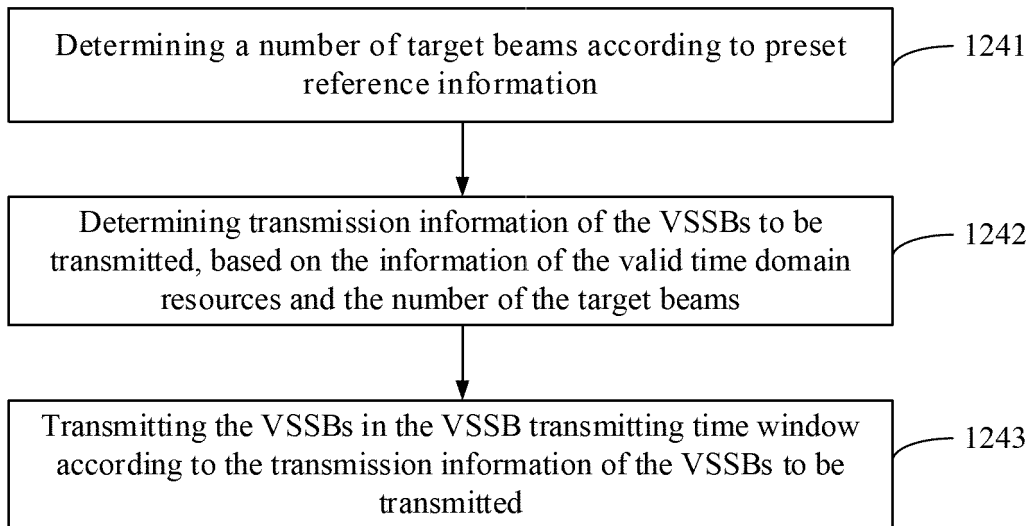 Determining a number of target beams according to preset
reference information
1241
Determining transmission information of the VSSBs to be
transmitted, based on the information of the valid time domain
resources and the number of the target beams
1242
Transmitting the VSSBs in the VSSB transmitting time window
according to the transmission information of the VSSBs to be
transmitted
1243